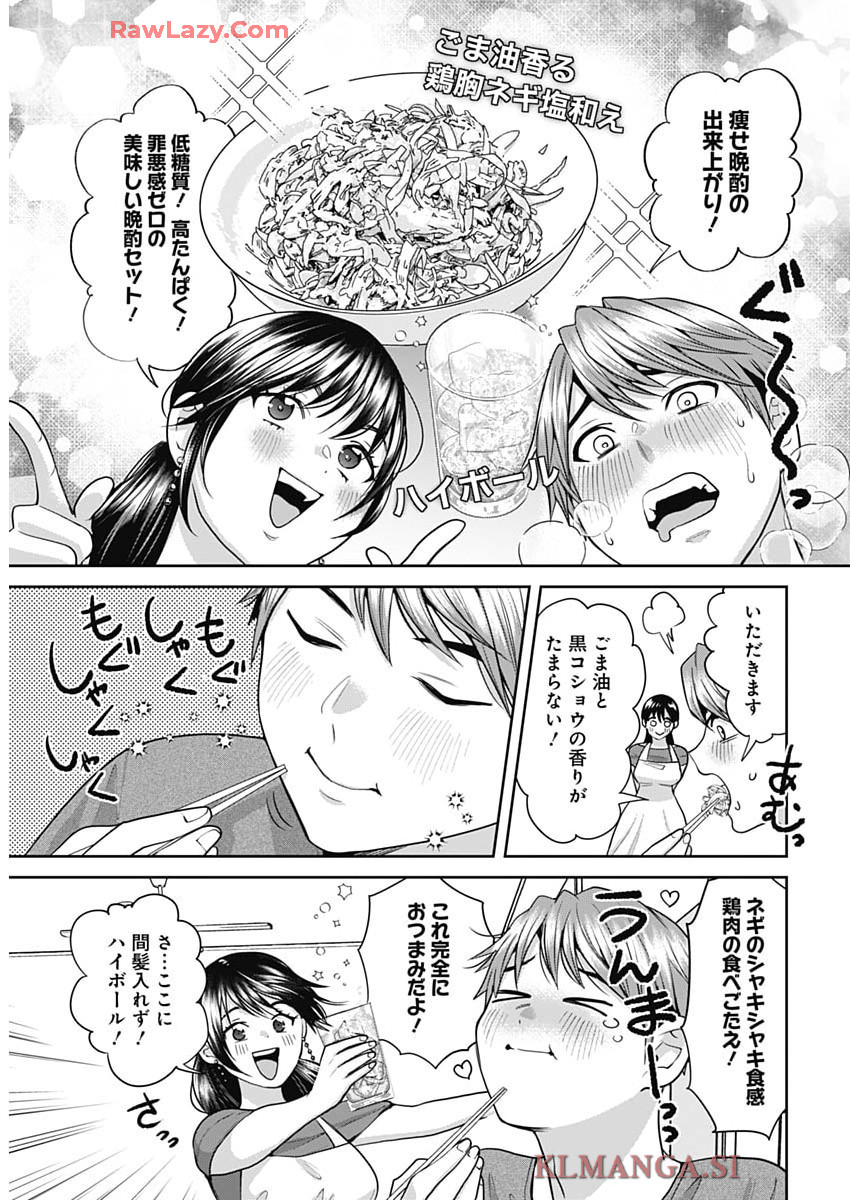 RawLazy.Com
RawLazy.Com
痩せ晩酌の
出来上がり！
ごま油香る
鶏胸ネギ塩和え
低糖質！高たんぱく！
罪悪感ゼロの
美味しい晩酌セット！
ぐ〜〜っ
ハイボール
いただきます
ごま油と
黒コショウの香りが
たまらない！
あむっ
もぐ
しゃく
もぐ
しゃく
しゃく
ネギのシャキシャキ食感
鶏肉の食べごたえ！
うんまーーっっ
これ完全に
おつまみだよ！
さ…ここに
間髪入れず！
ハイボール！
さっ
KLMANGA.SI